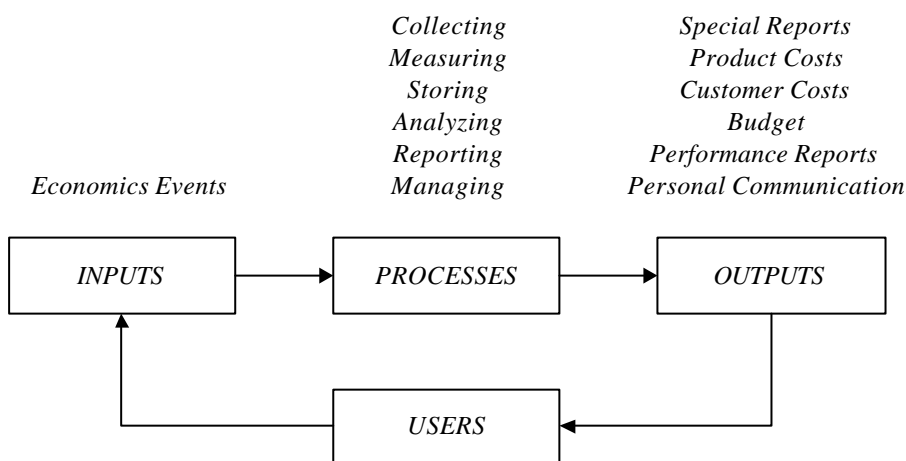 Collecting
Measuring
Storing
Analyzing
Reporting
Managing
Special Reports
Product Costs
Customer Costs
Budget
Performance Reports
Personal Communication
Economics Events
INPUTS
PROCESSES
OUTPUTS
USERS